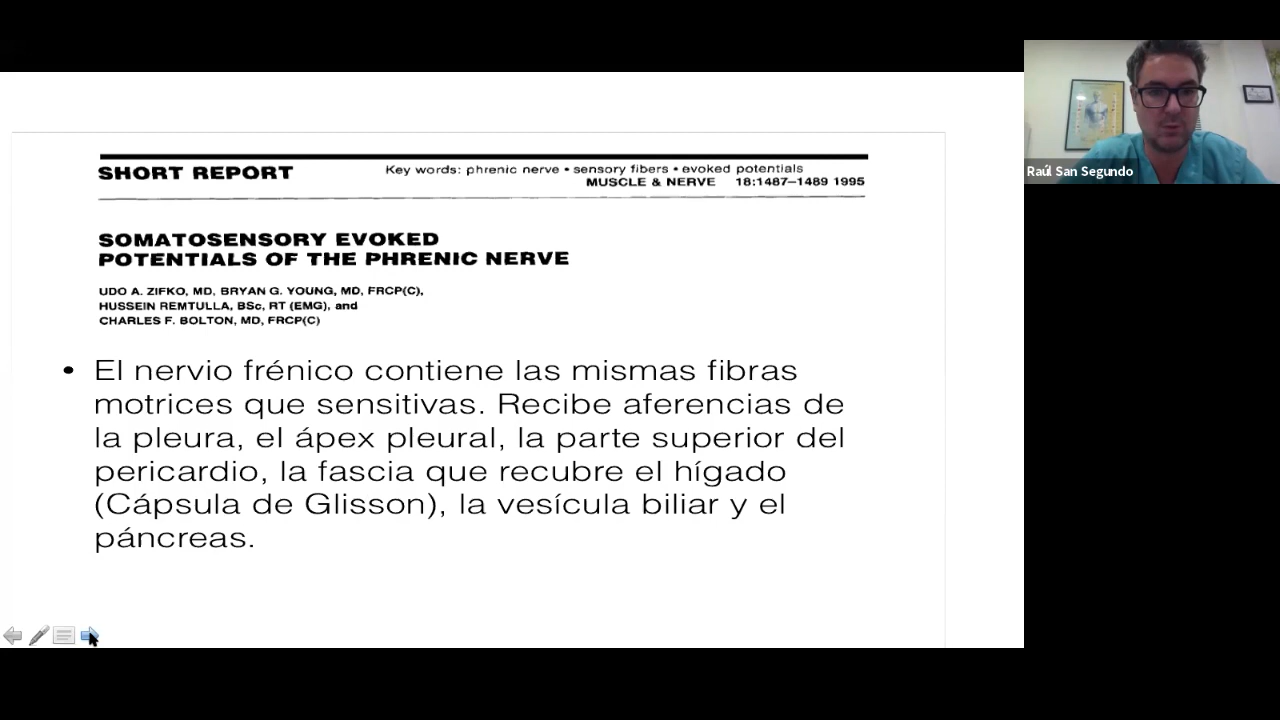 SHORT REPORT
Key words: phrenic nerve • sensory fibers • evoked potentials
MUSCLE & NERVE 18:1487–1489 1995
SOMATOSENSORY EVOKED
POTENTIALS OF THE PHRENIC NERVE
UDO A. ZIFKO, MD, BRYAN G. YOUNG, MD, FRCP(C),
HUSSEIN REMTULLA, BSc, RT (EMG), and
CHARLES F. BOLTON, MD, FRCP(C)
• El nervio frénico contiene las mismas fibras
motrices que sensitivas. Recibe aferencias de
la pleura, el ápex pleural, la parte superior del
pericardio, la fascia que recubre el hígado
(Cápsula de Glisson), la vesícula biliar y el
páncreas.
Raúl San Segundo